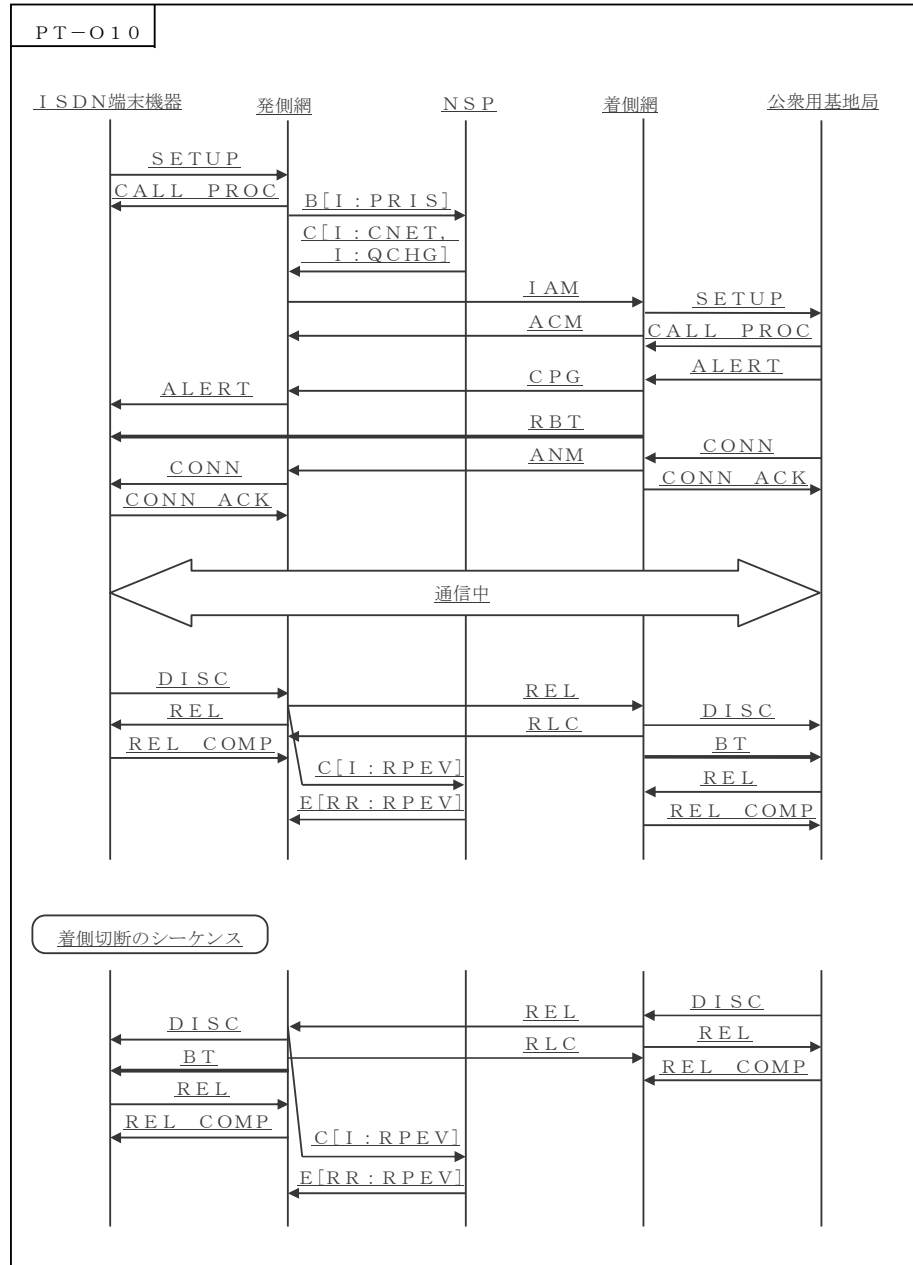 PT−O10
ISDN端末機器
発側網
NSP
着側網
公衆用基地局
SETUP
CALL PROC
B[I:PRIS]
C[I:CNET,
I:QCHG]
IAM
SETUP
ACM
CALL PROC
ALERT
CPG
ALERT
RBT
CONN
ANM
CONN
CONN ACK
CONN ACK
通信中
DISC
REL
REL
DISC
RLC
REL COMP
BT
C[I:RPEV]
REL
E[RR:RPEV]
REL COMP
着側切断のシーケンス
DISC
REL
DISC
REL
RLC
BT
REL COMP
REL
REL COMP
C[I:RPEV]
E[RR:RPEV]